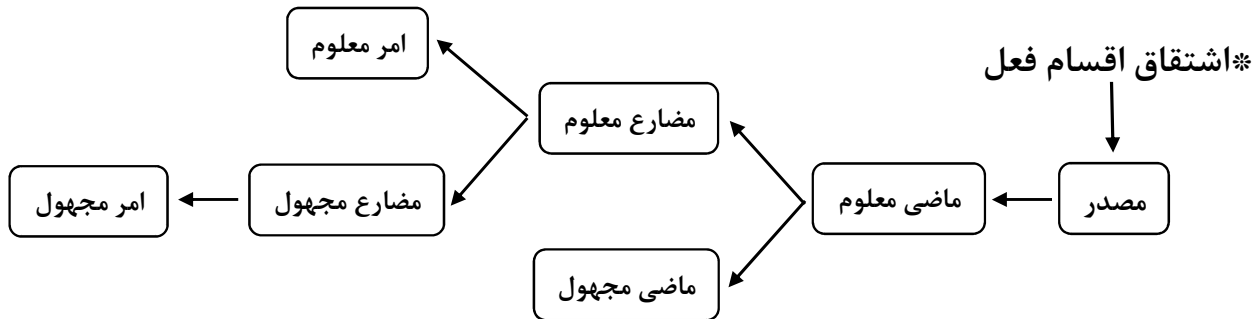 *اشتقاق اقسام فعل
مصدر
ماضی معلوم
مضارع معلوم
ماضی مجهول
امر معلوم
مضارع مجهول
امر مجهول